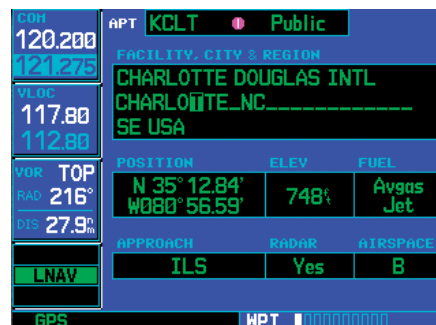 COM
120.200
121.275
VLOC
117.80
112.80
VOR TOP
RAD 216°
DIS 27.9nm
LNAV
GPS
APT KCLT Public
FACILITY, CITY & REGION
CHARLOTTE DOUGLAS INTL
CHARLOTTE_NC____________
SE USA
POSITION ELEV FUEL
N 35°12.84' 748ft Avgas
W080°56.59' Jet
APPROACH RADAR AIRSPACE
ILS Yes B
WPT